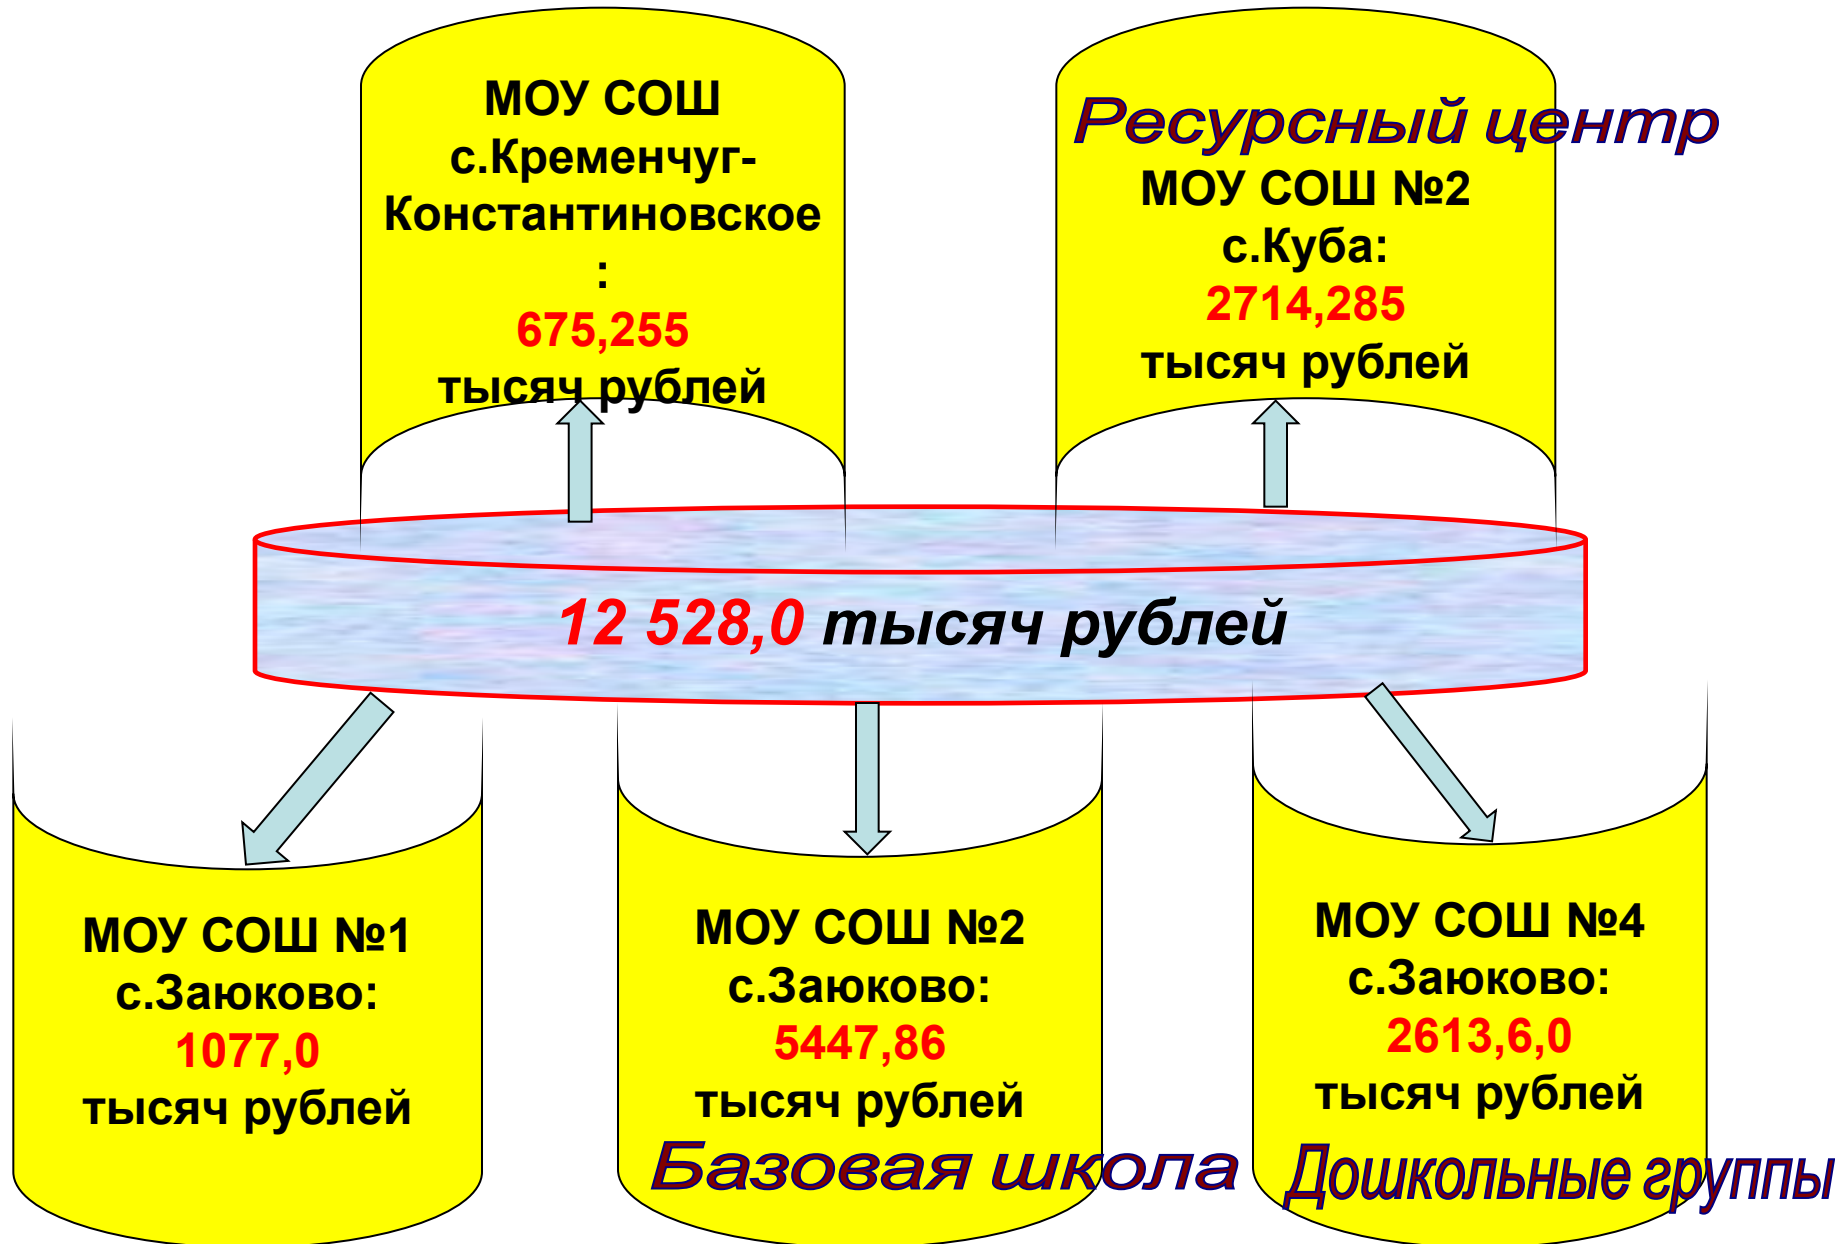 МОУ СОШ
с.Кременчуг-
Константиновское
:
675,255
тысяч рублей
Ресурсный центр
МОУ СОШ №2
с.Куба:
2714,285
тысяч рублей
12 528,0 тысяч рублей
МОУ СОШ №1
с.Заюково:
1077,0
тысяч рублей
МОУ СОШ №2
с.Заюково:
5447,86
тысяч рублей
Базовая школа
МОУ СОШ №4
с.Заюково:
2613,6,0
тысяч рублей
Дошкольные группы